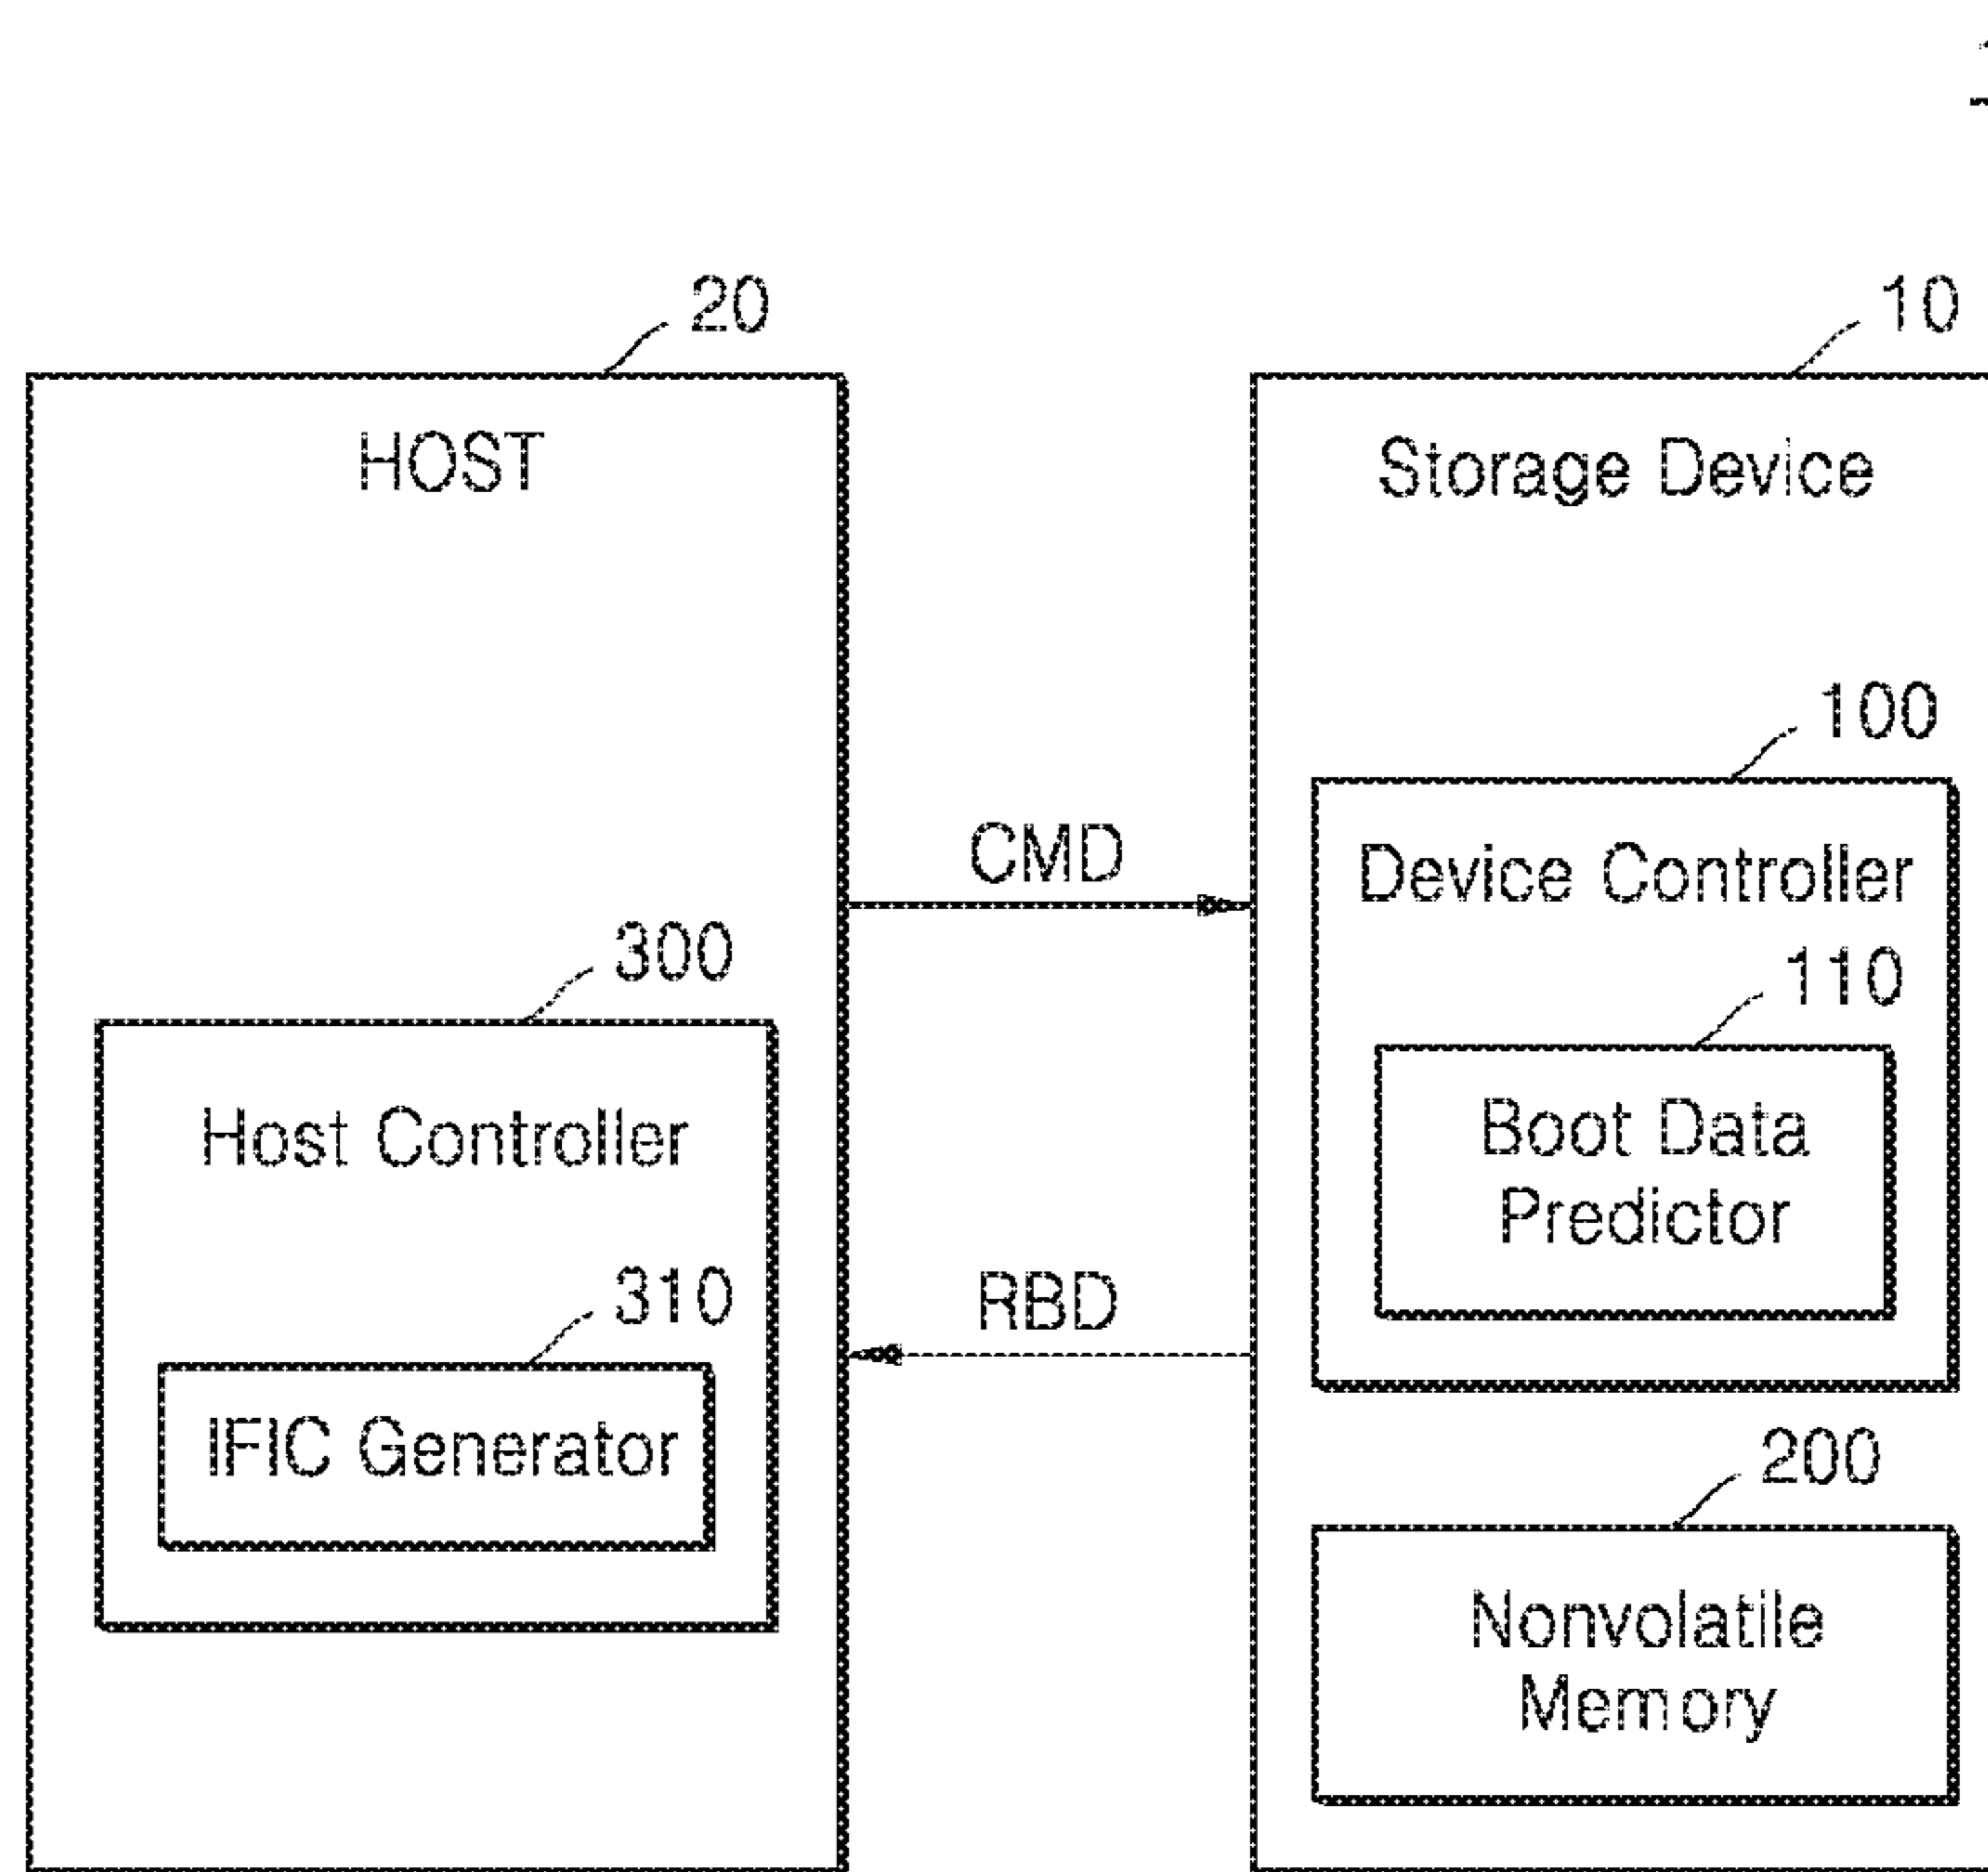 20
10
HOST
Storage Device
100
CMD
Device Controller
300
110
Host Controller
Boot Data
Predictor
310
RBD
IFIC Generator
200
Nonvolatile
Memory